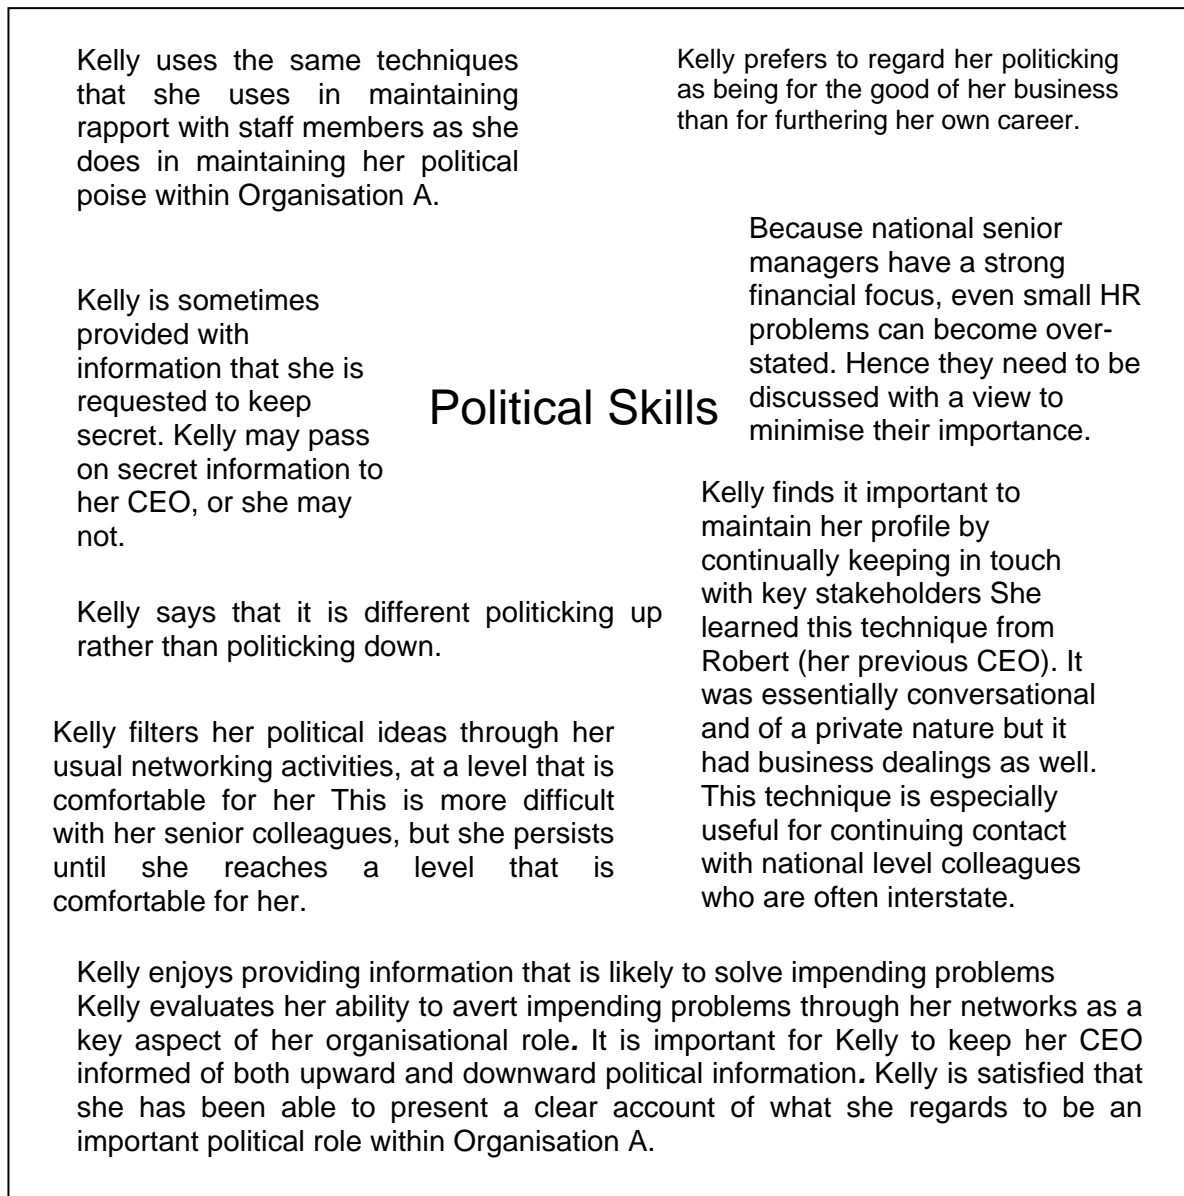 Kelly uses the same techniques
that she uses in maintaining
rapport with staff members as she
does in maintaining her political
poise within Organisation A.
Kelly prefers to regard her politicking
as being for the good of her business
than for furthering her own career.
Because national senior
managers have a strong
financial focus, even small HR
problems can become over-
stated. Hence they need to be
discussed with a view to
minimise their importance.
Kelly is sometimes
provided with
information that she is
requested to keep
secret. Kelly may pass
on secret information to
her CEO, or she may
not.
Political Skills
Kelly finds it important to
maintain her profile by
continually keeping in touch
with key stakeholders She
learned this technique from
Robert (her previous CEO). It
was essentially conversational
and of a private nature but it
had business dealings as well.
This technique is especially
useful for continuing contact
with national level colleagues
who are often interstate.
Kelly says that it is different politicking up
rather than politicking down.
Kelly filters her political ideas through her
usual networking activities, at a level that is
comfortable for her This is more difficult
with her senior colleagues, but she persists
until she reaches a level that is
comfortable for her.
Kelly enjoys providing information that is likely to solve impending problems
Kelly evaluates her ability to avert impending problems through her networks as a
key aspect of her organisational role. It is important for Kelly to keep her CEO
informed of both upward and downward political information. Kelly is satisfied that
she has been able to present a clear account of what she regards to be an
important political role within Organisation A.